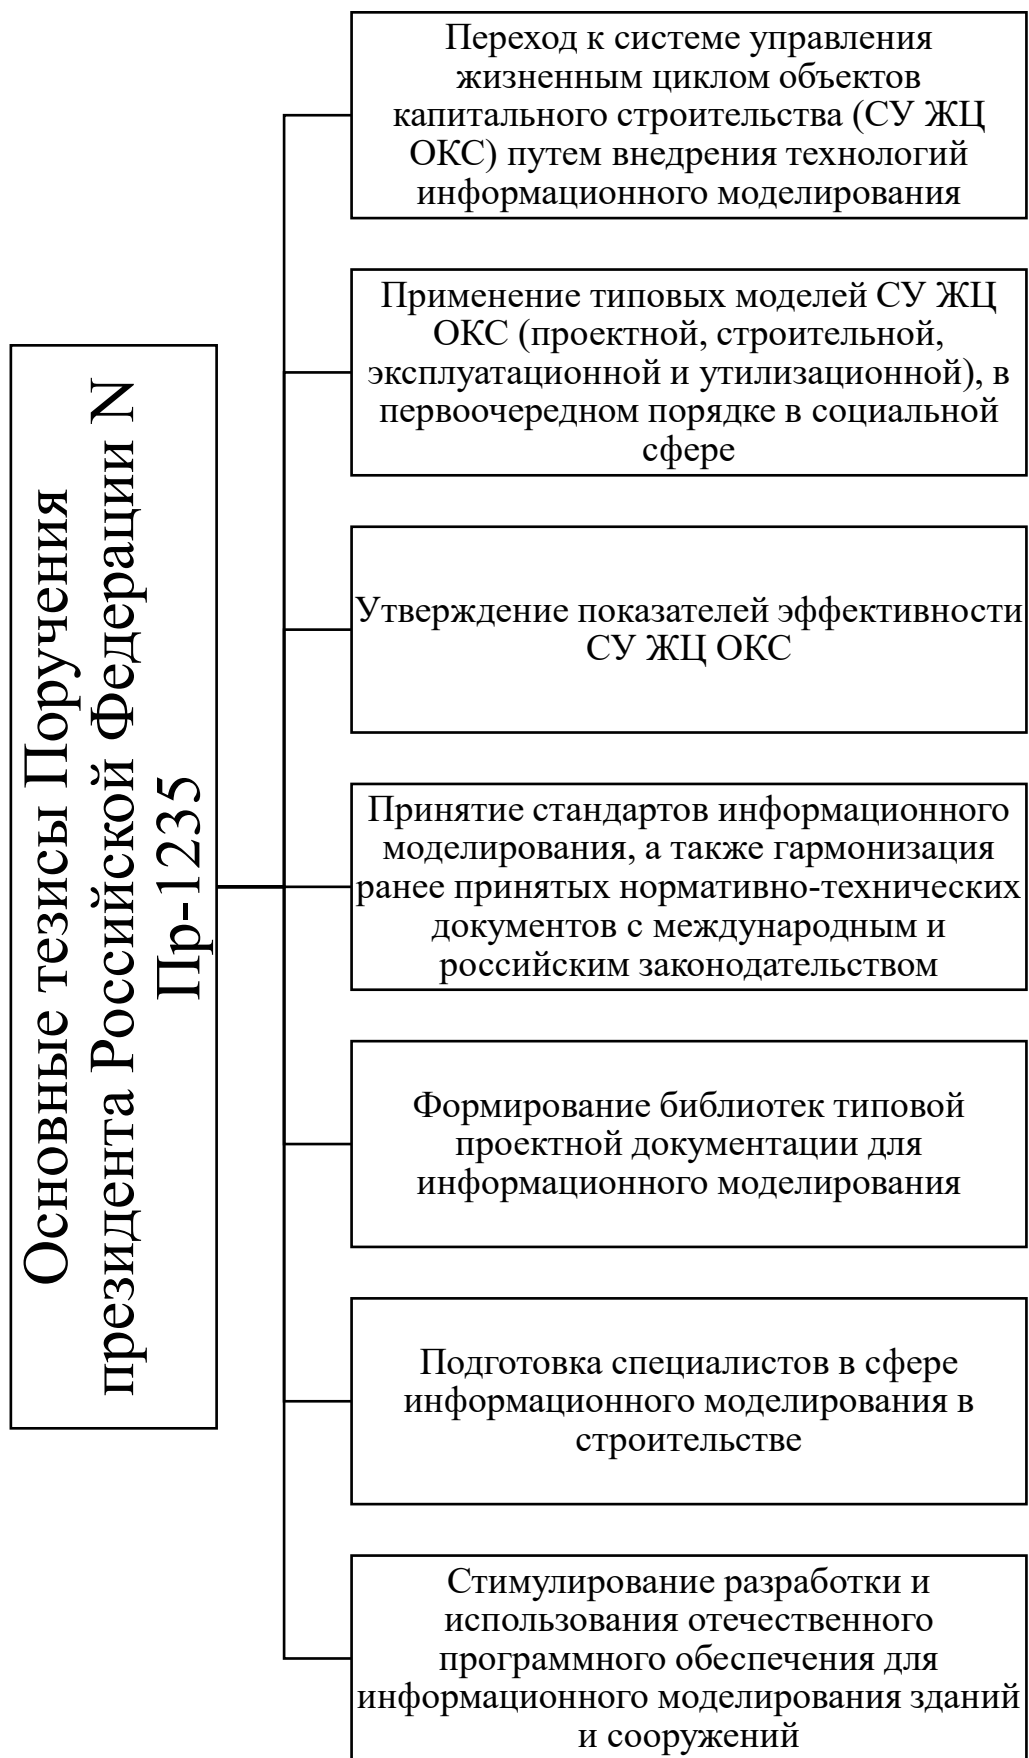 Основные тезисы Поручения
президента Российской Федерации N
Пр-1235
Переход к системе управления
жизненным циклом объектов
капитального строительства (СУ ЖЦ
ОКС) путем внедрения технологий
информационного моделирования
Применение типовых моделей СУ ЖЦ
ОКС (проектной, строительной,
эксплуатационной и утилизационной), в
первоочередном порядке в социальной
сфере
Утверждение показателей эффективности
СУ ЖЦ ОКС
Принятие стандартов информационного
моделирования, а также гармонизация
ранее принятых нормативно-технических
документов с международным и
российским законодательством
Формирование библиотек типовой
проектной документации для
информационного моделирования
Подготовка специалистов в сфере
информационного моделирования в
строительстве
Стимулирование разработки и
использования отечественного
программного обеспечения для
информационного моделирования зданий
и сооружений